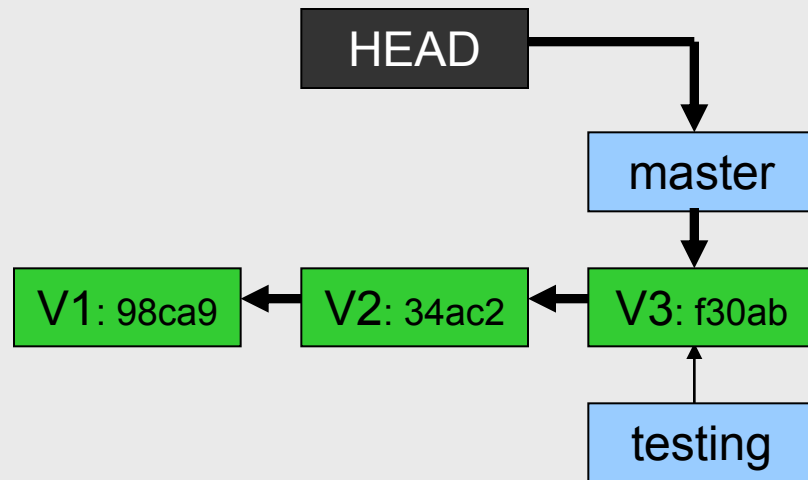 HEAD
master
V1: 98ca9
V2: 34ac2
V3: f30ab
testing